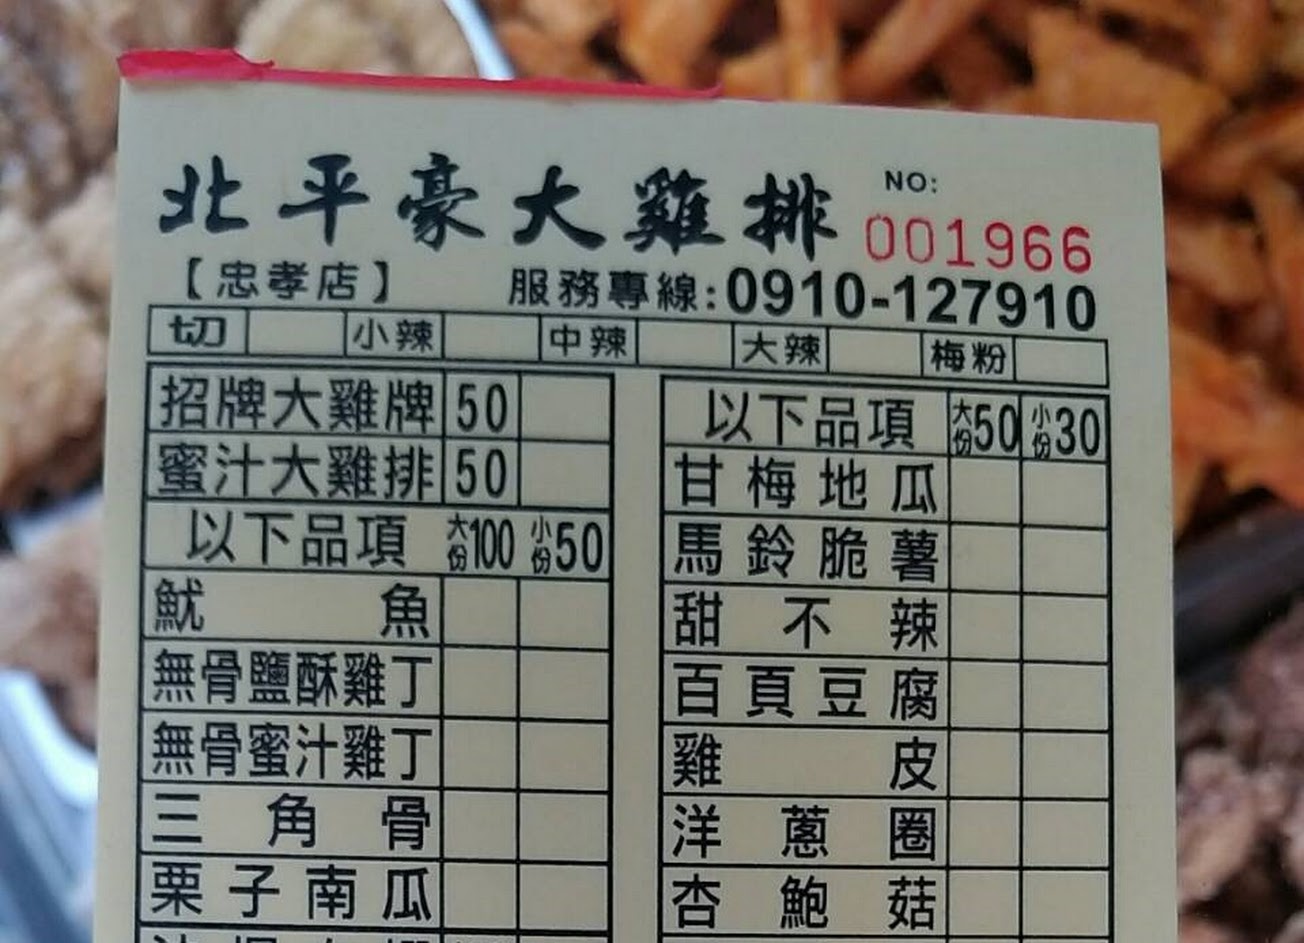 北平豪大雞排
NO:
001966
【忠孝店】 服務專線:0910-127910
切 小辣 中辣 大辣 梅粉
招牌大雞牌 50
蜜汁大雞排 50
以下品項 大份100 小份50
魷魚
無骨鹽酥雞丁
無骨蜜汁雞丁
三角骨
栗子南瓜
以下品項 大份50 小份30
甘梅地瓜
馬鈴脆薯
甜不辣
百頁豆腐
雞皮
洋蔥圈
杏鮑菇